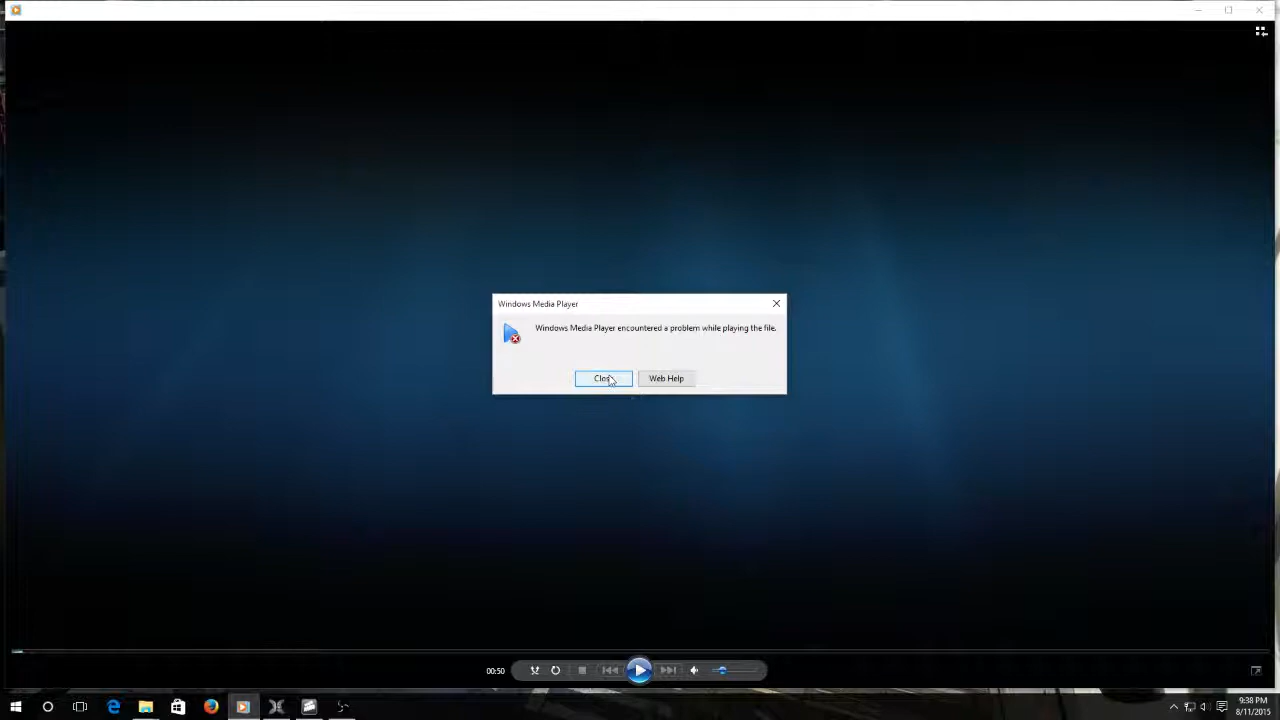 Windows Media Player
Windows Media Player encountered a problem while playing the file.
Web Help
00:50
9:38 PM
8/11/2015